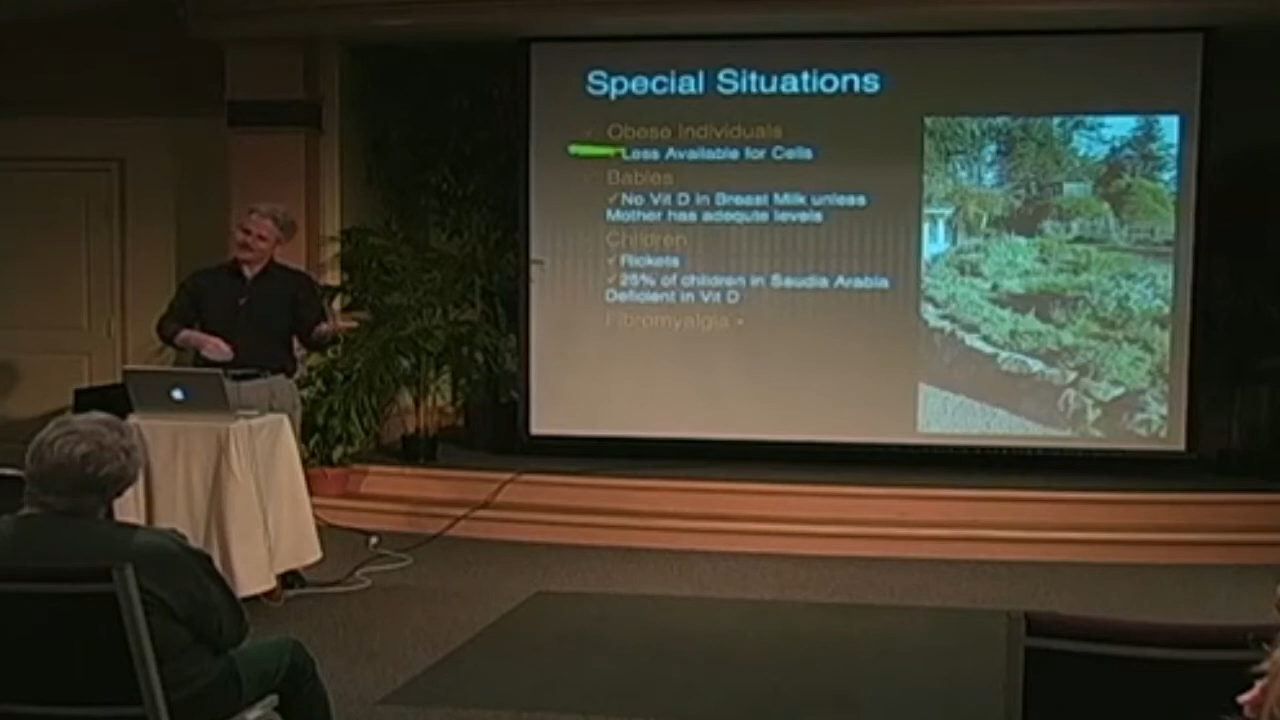 Special Situations
Obese Individuals
Less Available for Cells
Babies
✓No Vit D in Breast Milk unless
Mother has adequte levels
Children
✓Rickets
✓25% of children in Saudia Arabia
Deficient in Vit D
Fibromyalgia